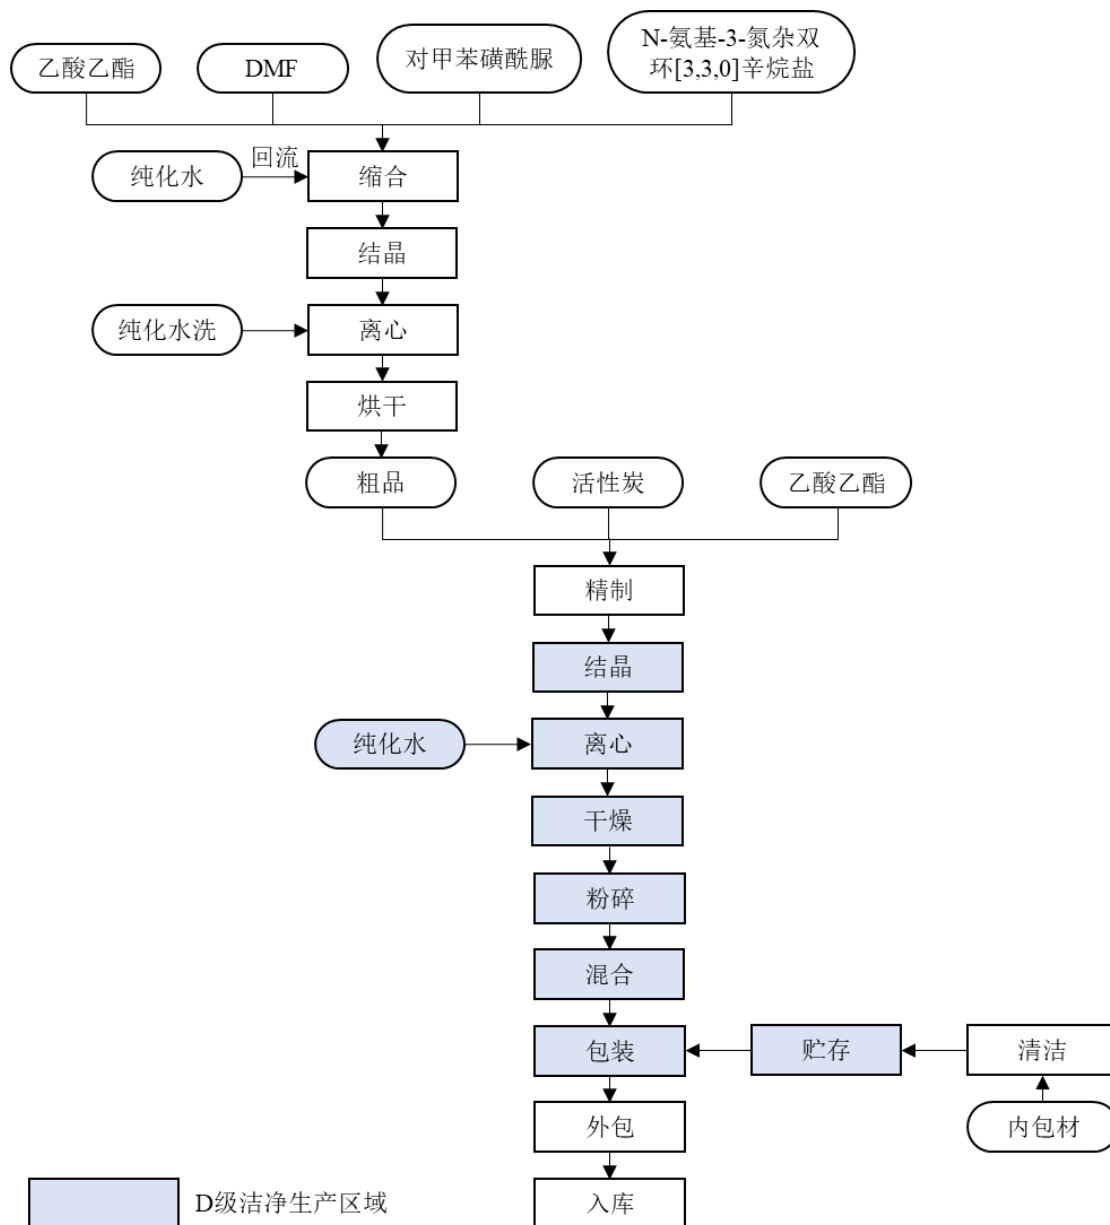 乙酸乙酯
DMF
对甲苯磺酰脲
N-氨基-3-氮杂双
环[3,3,0]辛烷盐
纯化水
回流
缩合
结晶
纯化水洗
离心
烘干
粗品
活性炭
乙酸乙酯
精制
结晶
纯化水
离心
干燥
粉碎
混合
包装
贮存
清洁
外包
内包材
D级洁净生产区域
入库